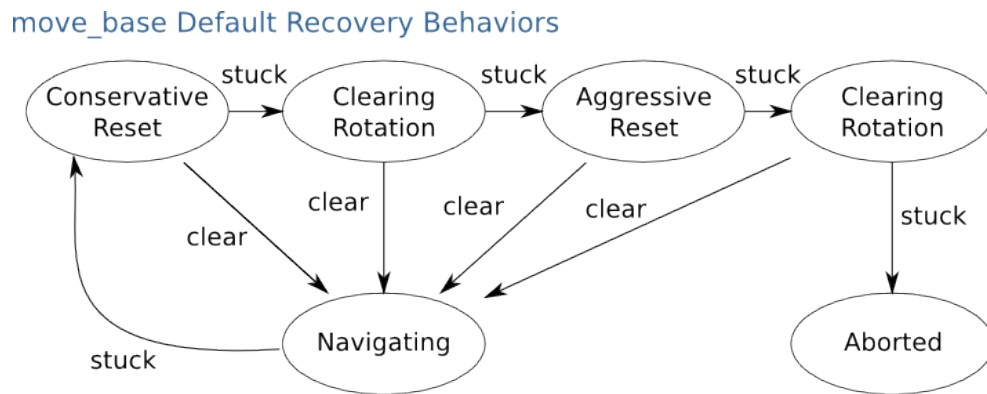 move_base Default Recovery Behaviors
stuck
stuck
stuck
Conservative
Reset
Clearing
Rotation
Aggressive
Reset
Clearing
Rotation
clear
clear
clear
clear
stuck
Navigating
Aborted
stuck